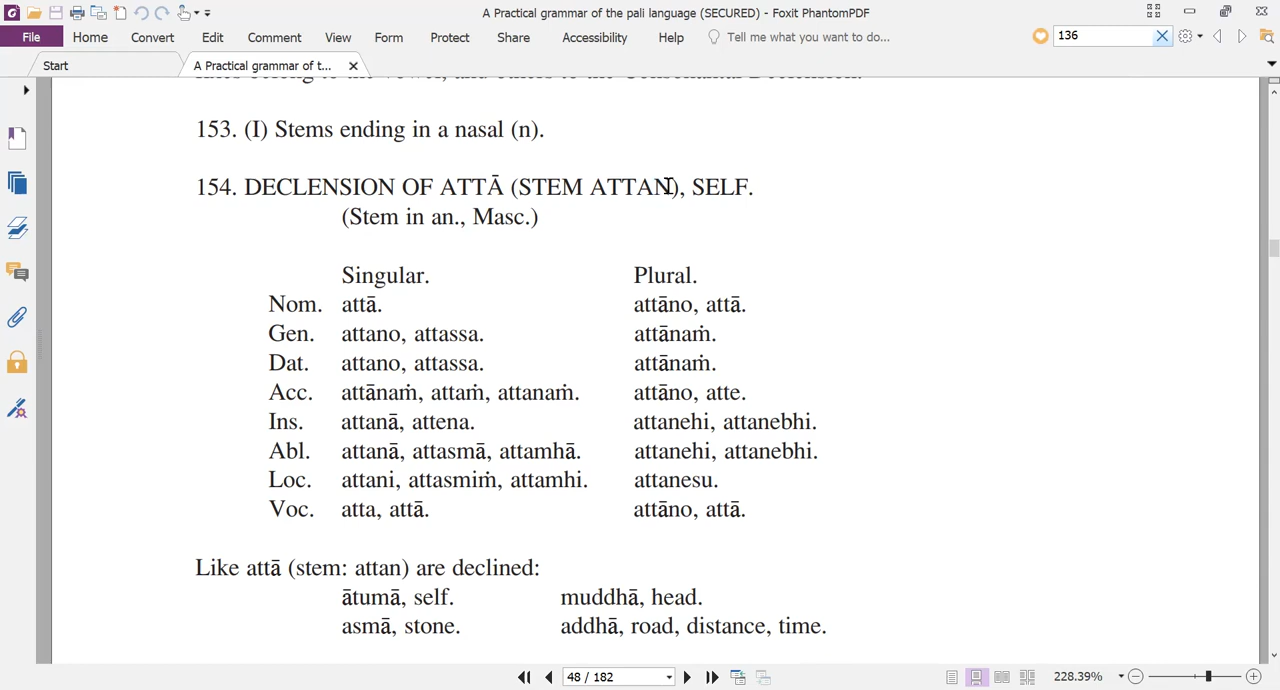 A Practical grammar of the pali language (SECURED) - Foxit PhantomPDF
File Home Convert Edit Comment View Form Protect Share Accessibility Help Tell me what you want to do... 136
Start A Practical grammar of t...
153. (I) Stems ending in a nasal (n).
154. DECLENSION OF ATTĀ (STEM ATTAN), SELF.
(Stem in an., Masc.)
Singular. Plural.
Nom. attā. attāno, attā.
Gen. attano, attassa. attānaṁ.
Dat. attano, attassa. attānaṁ.
Acc. attānaṁ, attaṁ, attanaṁ. attāno, atte.
Ins. attanā, attena. attanehi, attanebhi.
Abl. attanā, attasmā, attamhā. attanehi, attanebhi.
Loc. attani, attasmiṁ, attamhi. attanesu.
Voc. atta, attā. attāno, attā.
Like attā (stem: attan) are declined:
ātumā, self. muddhā, head.
asmā, stone. addhā, road, distance, time.
48 / 182 228.39%